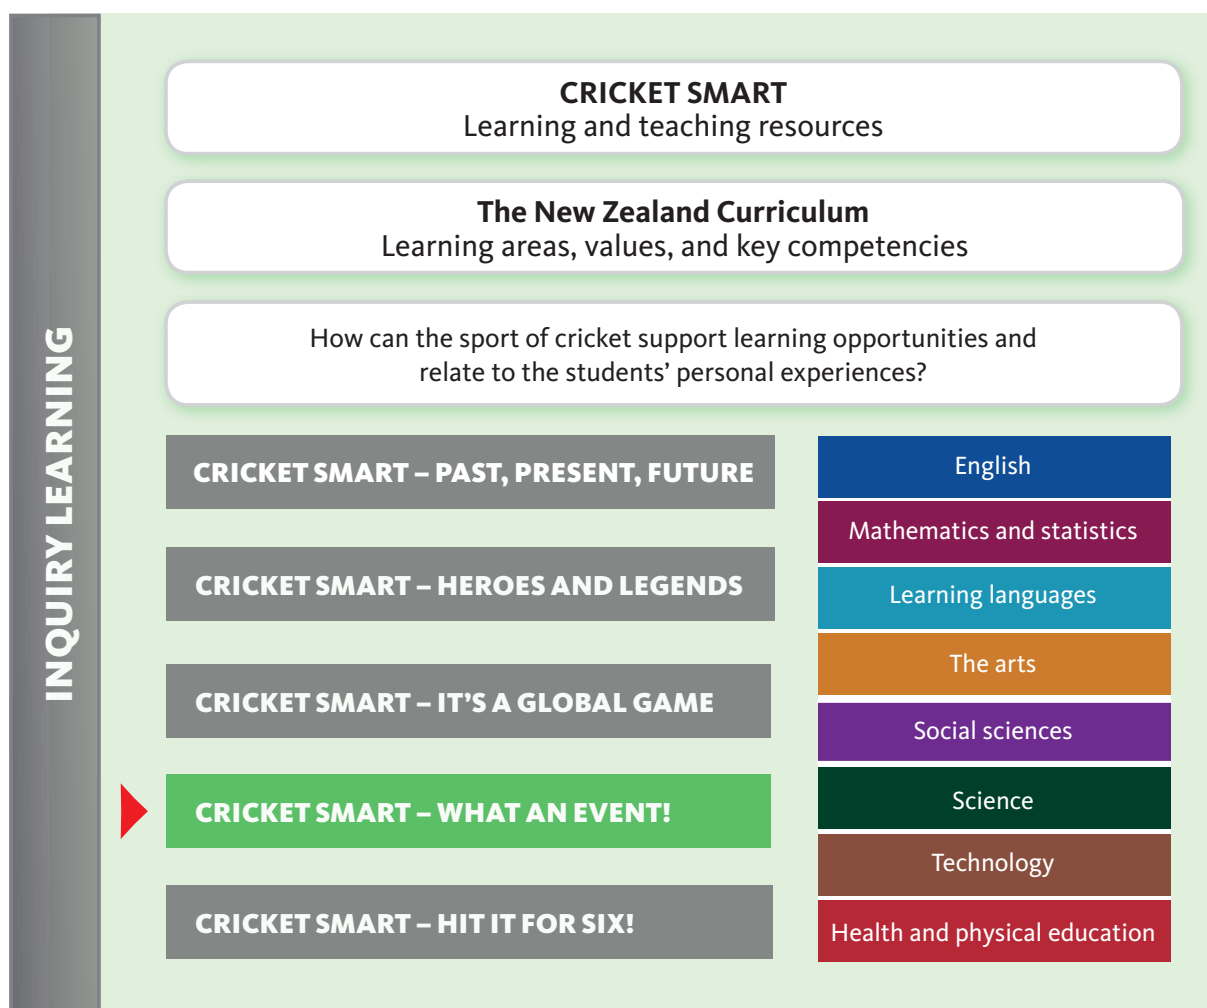 INQUIRY LEARNING
CRICKET SMART
Learning and teaching resources
The New Zealand Curriculum
Learning areas, values, and key competencies
How can the sport of cricket support learning opportunities and
relate to the students’ personal experiences?
CRICKET SMART – PAST, PRESENT, FUTURE
CRICKET SMART – HEROES AND LEGENDS
CRICKET SMART – IT’S A GLOBAL GAME
CRICKET SMART – WHAT AN EVENT!
CRICKET SMART – HIT IT FOR SIX!
English
Mathematics and statistics
Learning languages
The arts
Social sciences
Science
Technology
Health and physical education